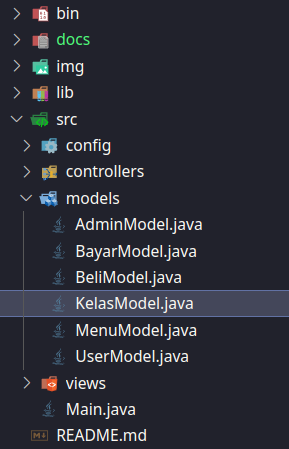 bin
docs
img
lib
src
config
controllers
models
AdminModel.java
BayarModel.java
BeliModel.java
KelasModel.java
MenuModel.java
UserModel.java
views
Main.java
README.md